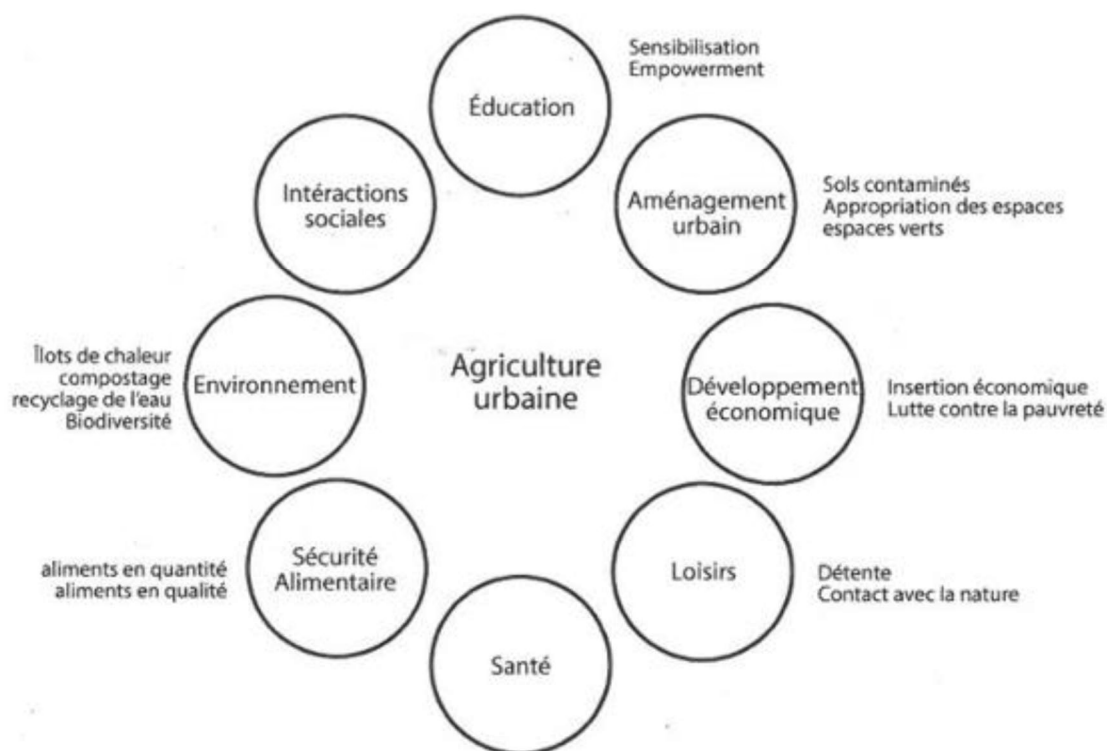 Éducation
Sensibilisation
Empowerment
Aménagement
urbain
Sols contaminés
Appropriation des espaces
espaces verts
Développement
économique
Insertion économique
Lutte contre la pauvreté
Loisirs
Détente
Contact avec la nature
Santé
Sécurité
Alimentaire
aliments en quantité
aliments en qualité
Environnement
Îlots de chaleur
compostage
recyclage de l'eau
Biodiversité
Intéractions
sociales
Agriculture
urbaine